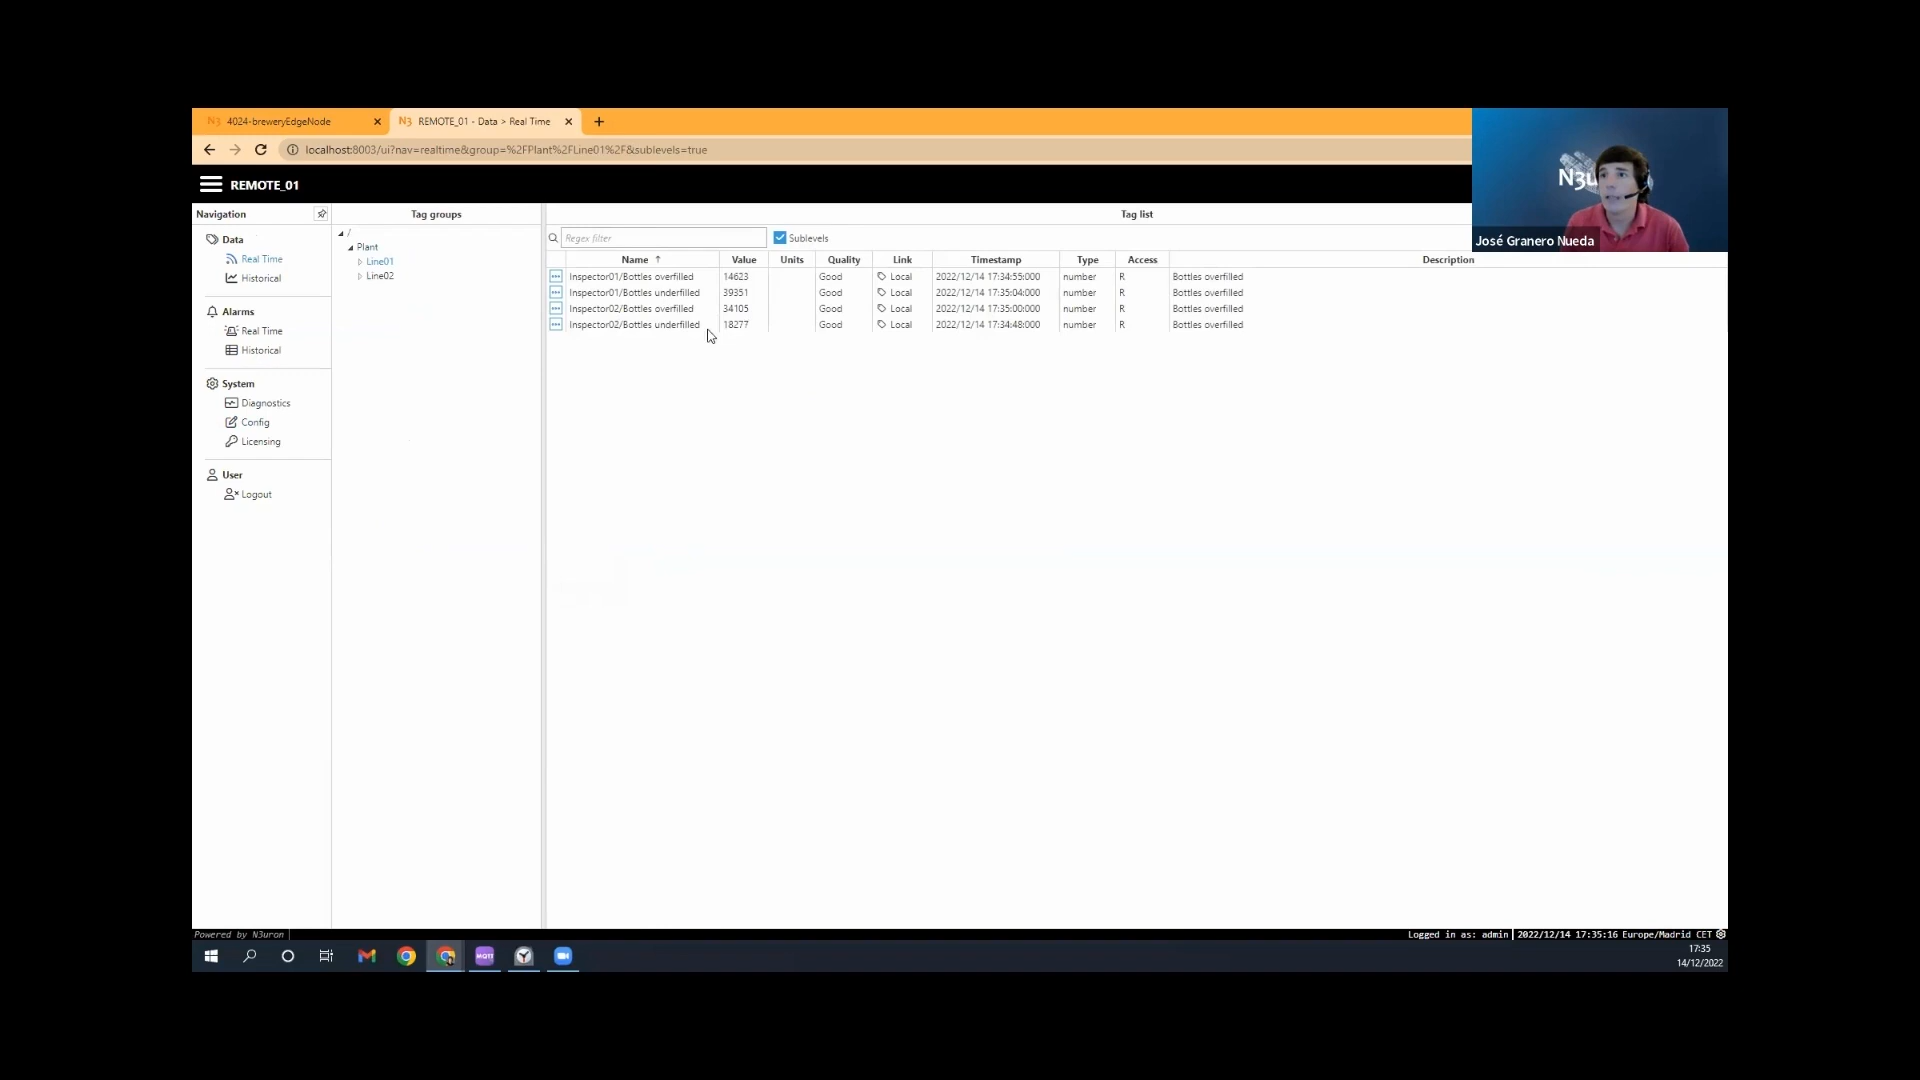 N3 4024-breweryEdgeNode
N3 REMOTE_01 - Data > Real Time
localhost:8003/ui?nav=realtime&group=%2FPlant%2FLine01%2F&sublevels=true
REMOTE_01
N3u
José Granero Nueda
Navigation
Tag groups
Tag list
Data
Real Time
Historical
Alarms
Real Time
Historical
System
Diagnostics
Config
Licensing
User
Logout
/
Plant
Line01
Line02
Regex filter
Sublevels
Name Value Units Quality Link Timestamp Type Access Description
Inspector01/Bottles overfilled 14623 Good Local 2022/12/14 17:34:55:000 number R Bottles overfilled
Inspector01/Bottles underfilled 39351 Good Local 2022/12/14 17:35:04:000 number R Bottles overfilled
Inspector02/Bottles overfilled 34105 Good Local 2022/12/14 17:35:00:000 number R Bottles overfilled
Inspector02/Bottles underfilled 18277 Good Local 2022/12/14 17:34:48:000 number R Bottles overfilled
Powered by N3uron
Logged in as: admin 2022/12/14 17:35:16 Europe/Madrid CET
MQTT
17:35
14/12/2022